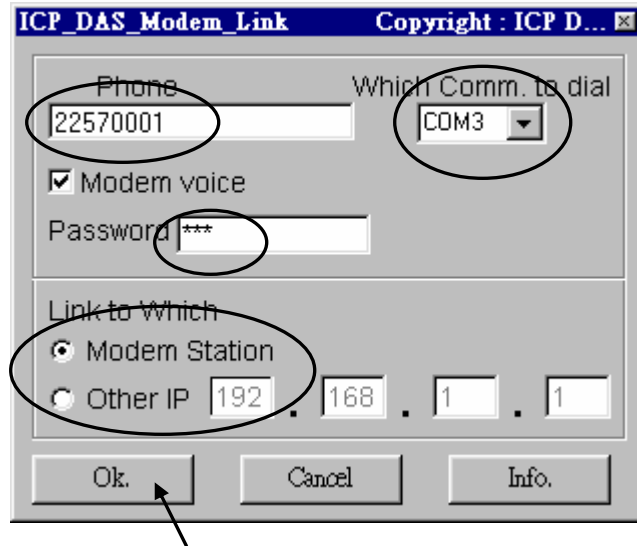 ICP_DAS_Modem_Link Copyright : ICP D...
Phone Which Comm. to dial
22570001 COM3
Modem voice
Password ***
Link to Which
Modem Station
Other IP 192 . 168 . 1 . 1
Ok. Cancel Info.